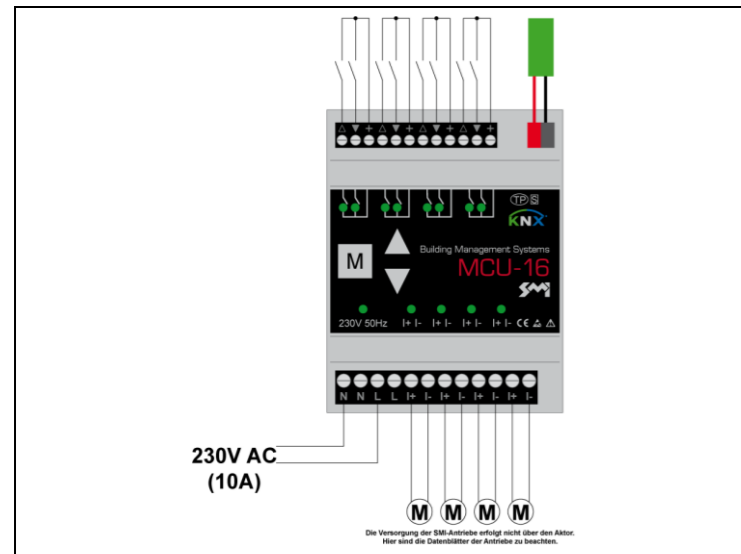 △ ▼ + △ ▼ + △ ▼ + △ ▼ +
TP S
KNX
M
Building Management Systems
MCU-16
SMI
230V 50Hz I+ I- I+ I- I+ I- I+ I- CE
N N L L I+ I- I+ I- I+ I- I+ I-
230V AC
(10A)
M M M M
Die Versorgung der SMI-Antriebe erfolgt nicht über den Aktor.
Hier sind die Datenblätter der Antriebe zu beachten.